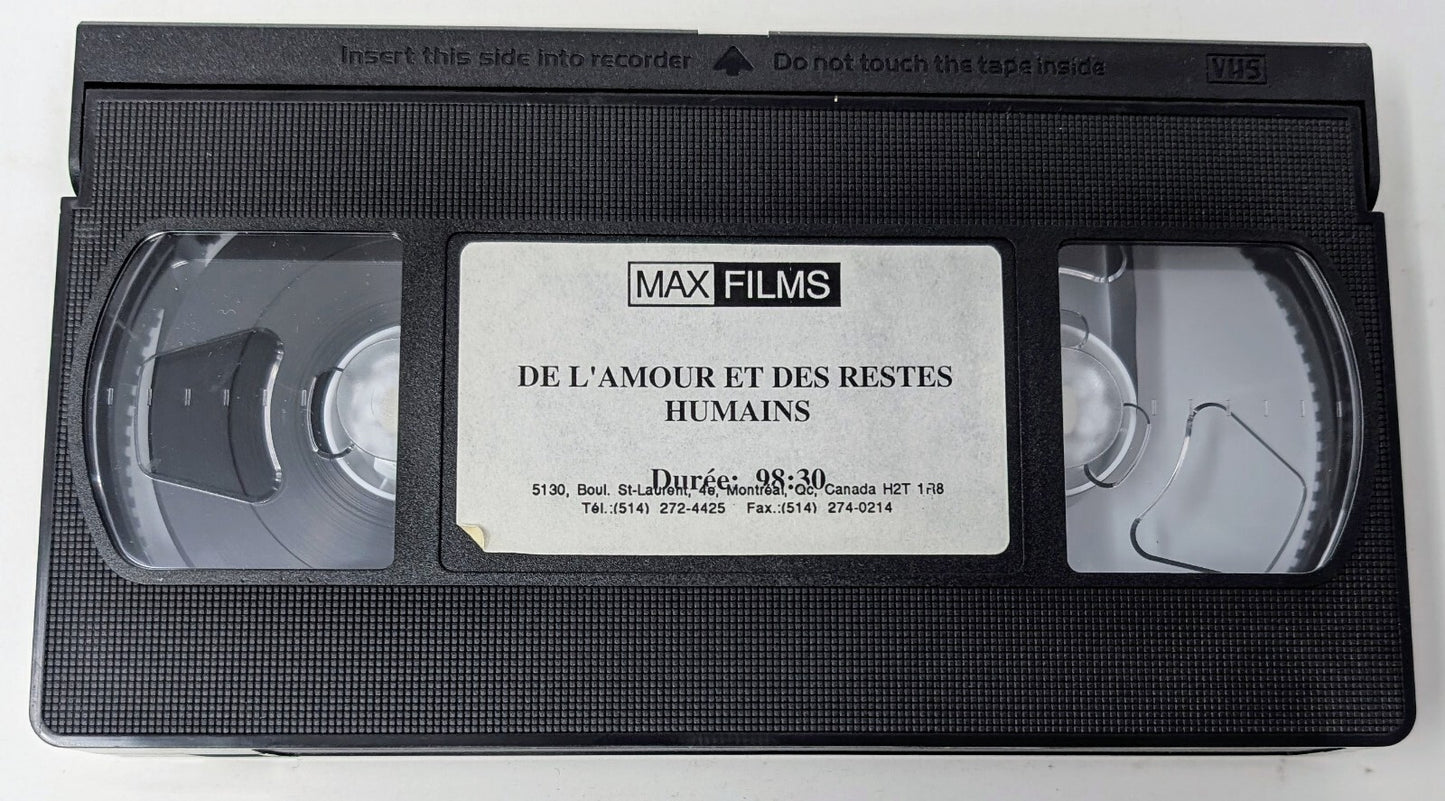 Insert this side into recorder Do not touch the tape inside VHS
MAX FILMS
DE L'AMOUR ET DES RESTES
HUMAINS
Durée: 98:30
5130, Boul. St-Laurent, 4e, Montréal, Qc, Canada H2T 1R8
Tél.:(514) 272-4425 Fax.:(514) 274-0214